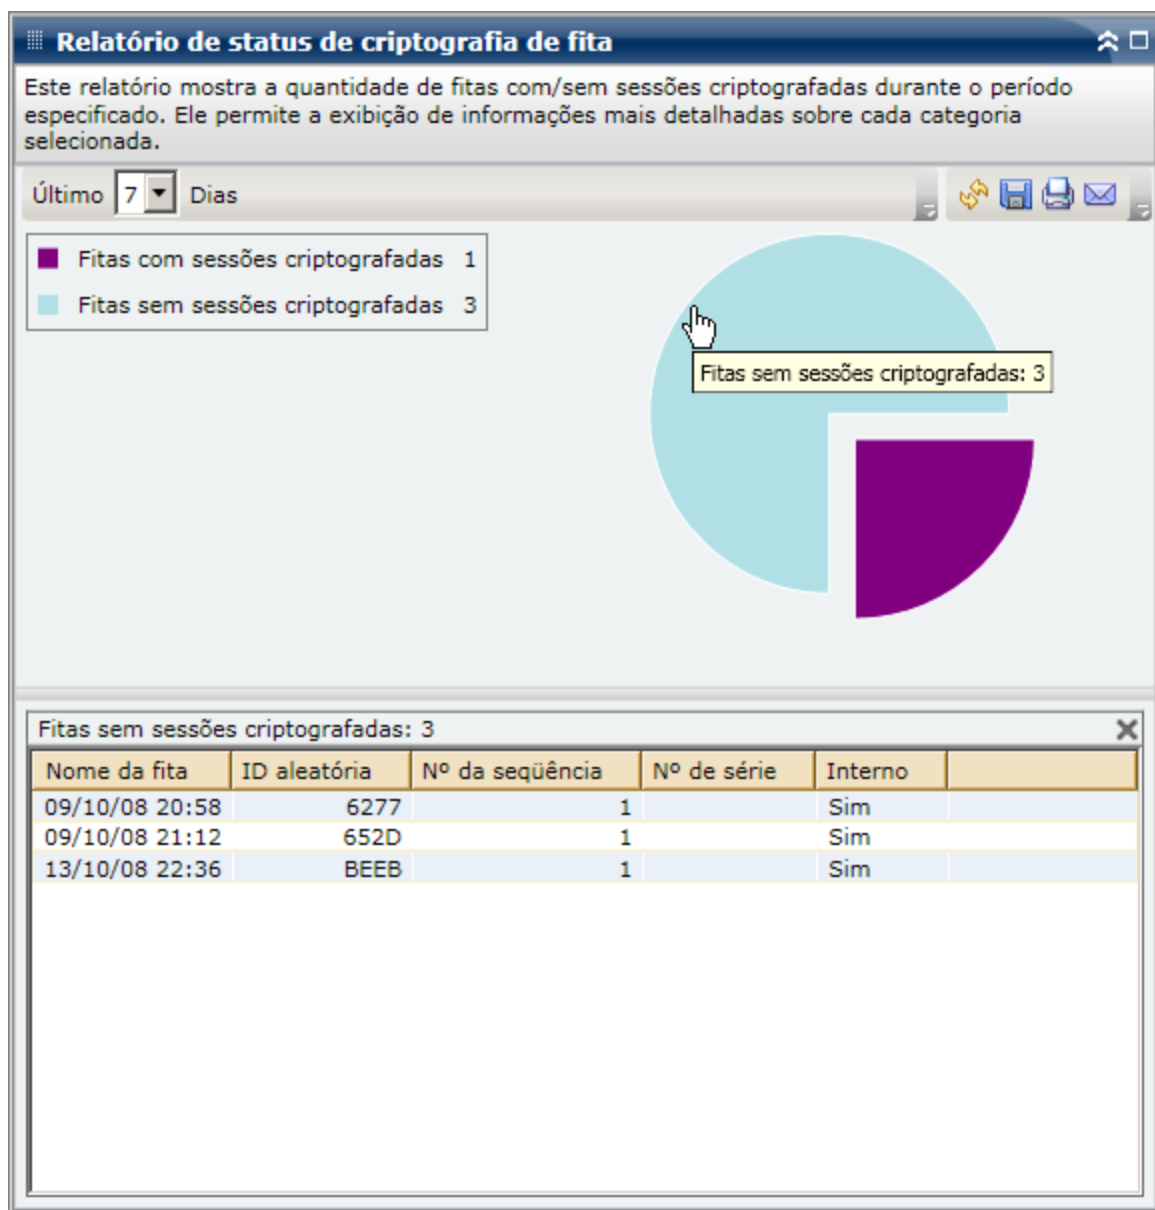 Relatório de status de criptografia de fita
Este relatório mostra a quantidade de fitas com/sem sessões criptografadas durante o período
especificado. Ele permite a exibição de informações mais detalhadas sobre cada categoria
selecionada.
Último 7 Dias
Fitas com sessões criptografadas 1
Fitas sem sessões criptografadas 3
Fitas sem sessões criptografadas: 3
Fitas sem sessões criptografadas: 3
Nome da fita ID aleatória Nº da seqüência Nº de série Interno
09/10/08 20:58 6277 1 Sim
09/10/08 21:12 652D 1 Sim
13/10/08 22:36 BEEB 1 Sim